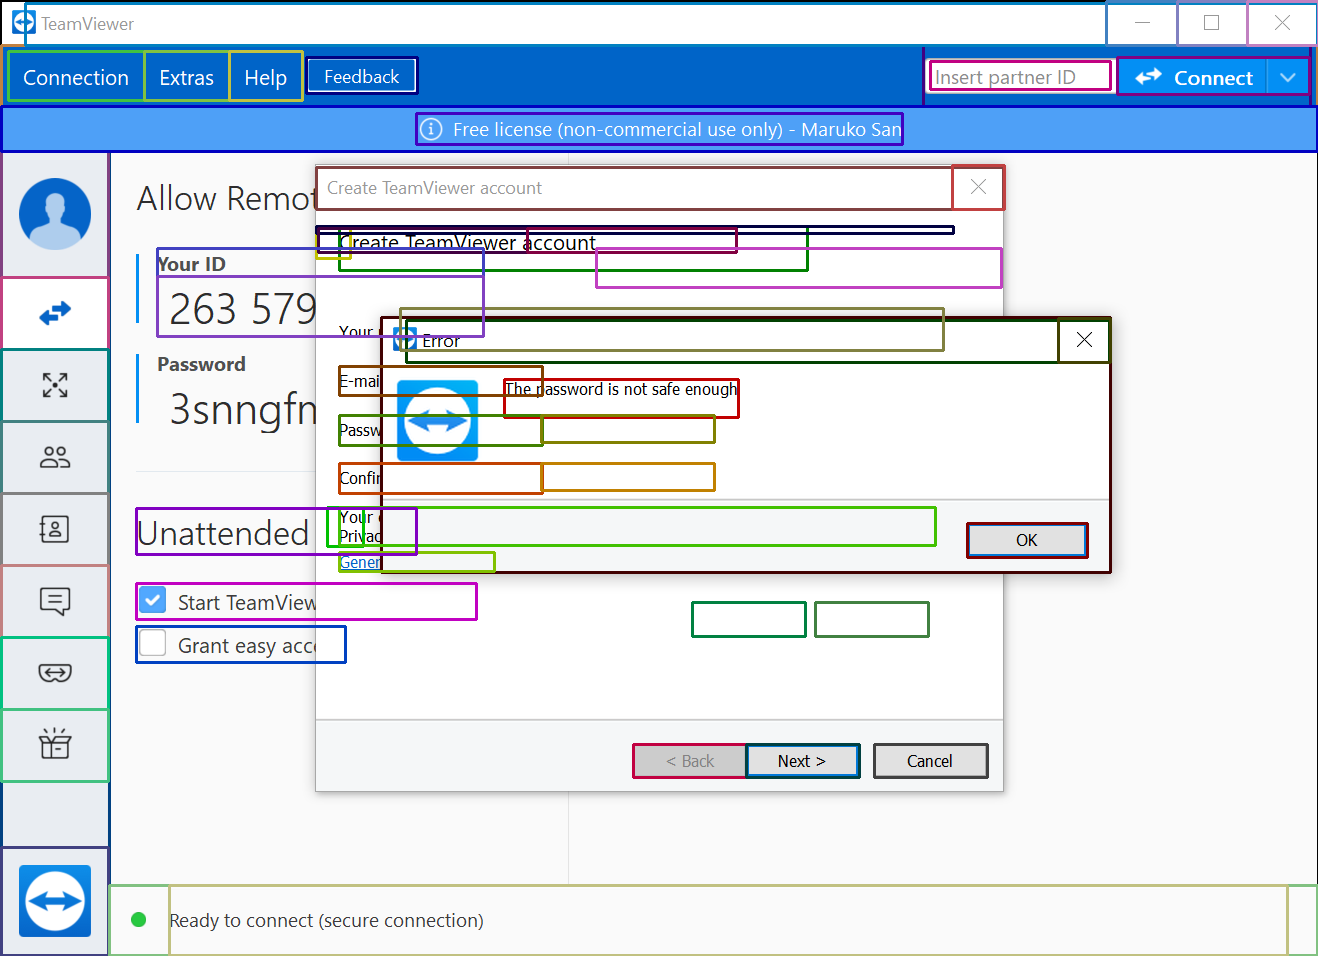 TeamViewer
Connection
Extras
Help
Feedback
Insert partner ID
Connect
Free license (non-commercial use only) - Maruko San
Allow Remot
Create TeamViewer account
Create TeamViewer account
Your ID
263 579
Your
Error
Password
3snngfn
E-mai
The password is not safe enough
Passw
Confir
Unattended
Your
Privac
OK
Gener
Start TeamView
Grant easy acc
< Back
Next >
Cancel
Ready to connect (secure connection)